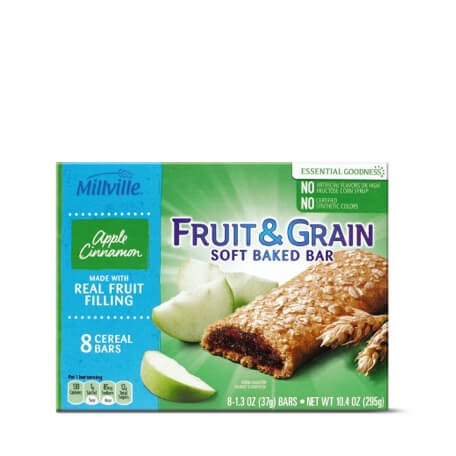 Millville
Apple
Cinnamon
MADE WITH
REAL FRUIT
FILLING
8 CEREAL
BARS
ESSENTIAL GOODNESS
NO ARTIFICIAL FLAVORS OR HIGH
FRUCTOSE CORN SYRUP
NO CERTIFIED
SYNTHETIC COLORS
FRUIT & GRAIN
SOFT BAKED BAR
8-1.3 OZ (37g) BARS • NET WT 10.4 OZ (295g)